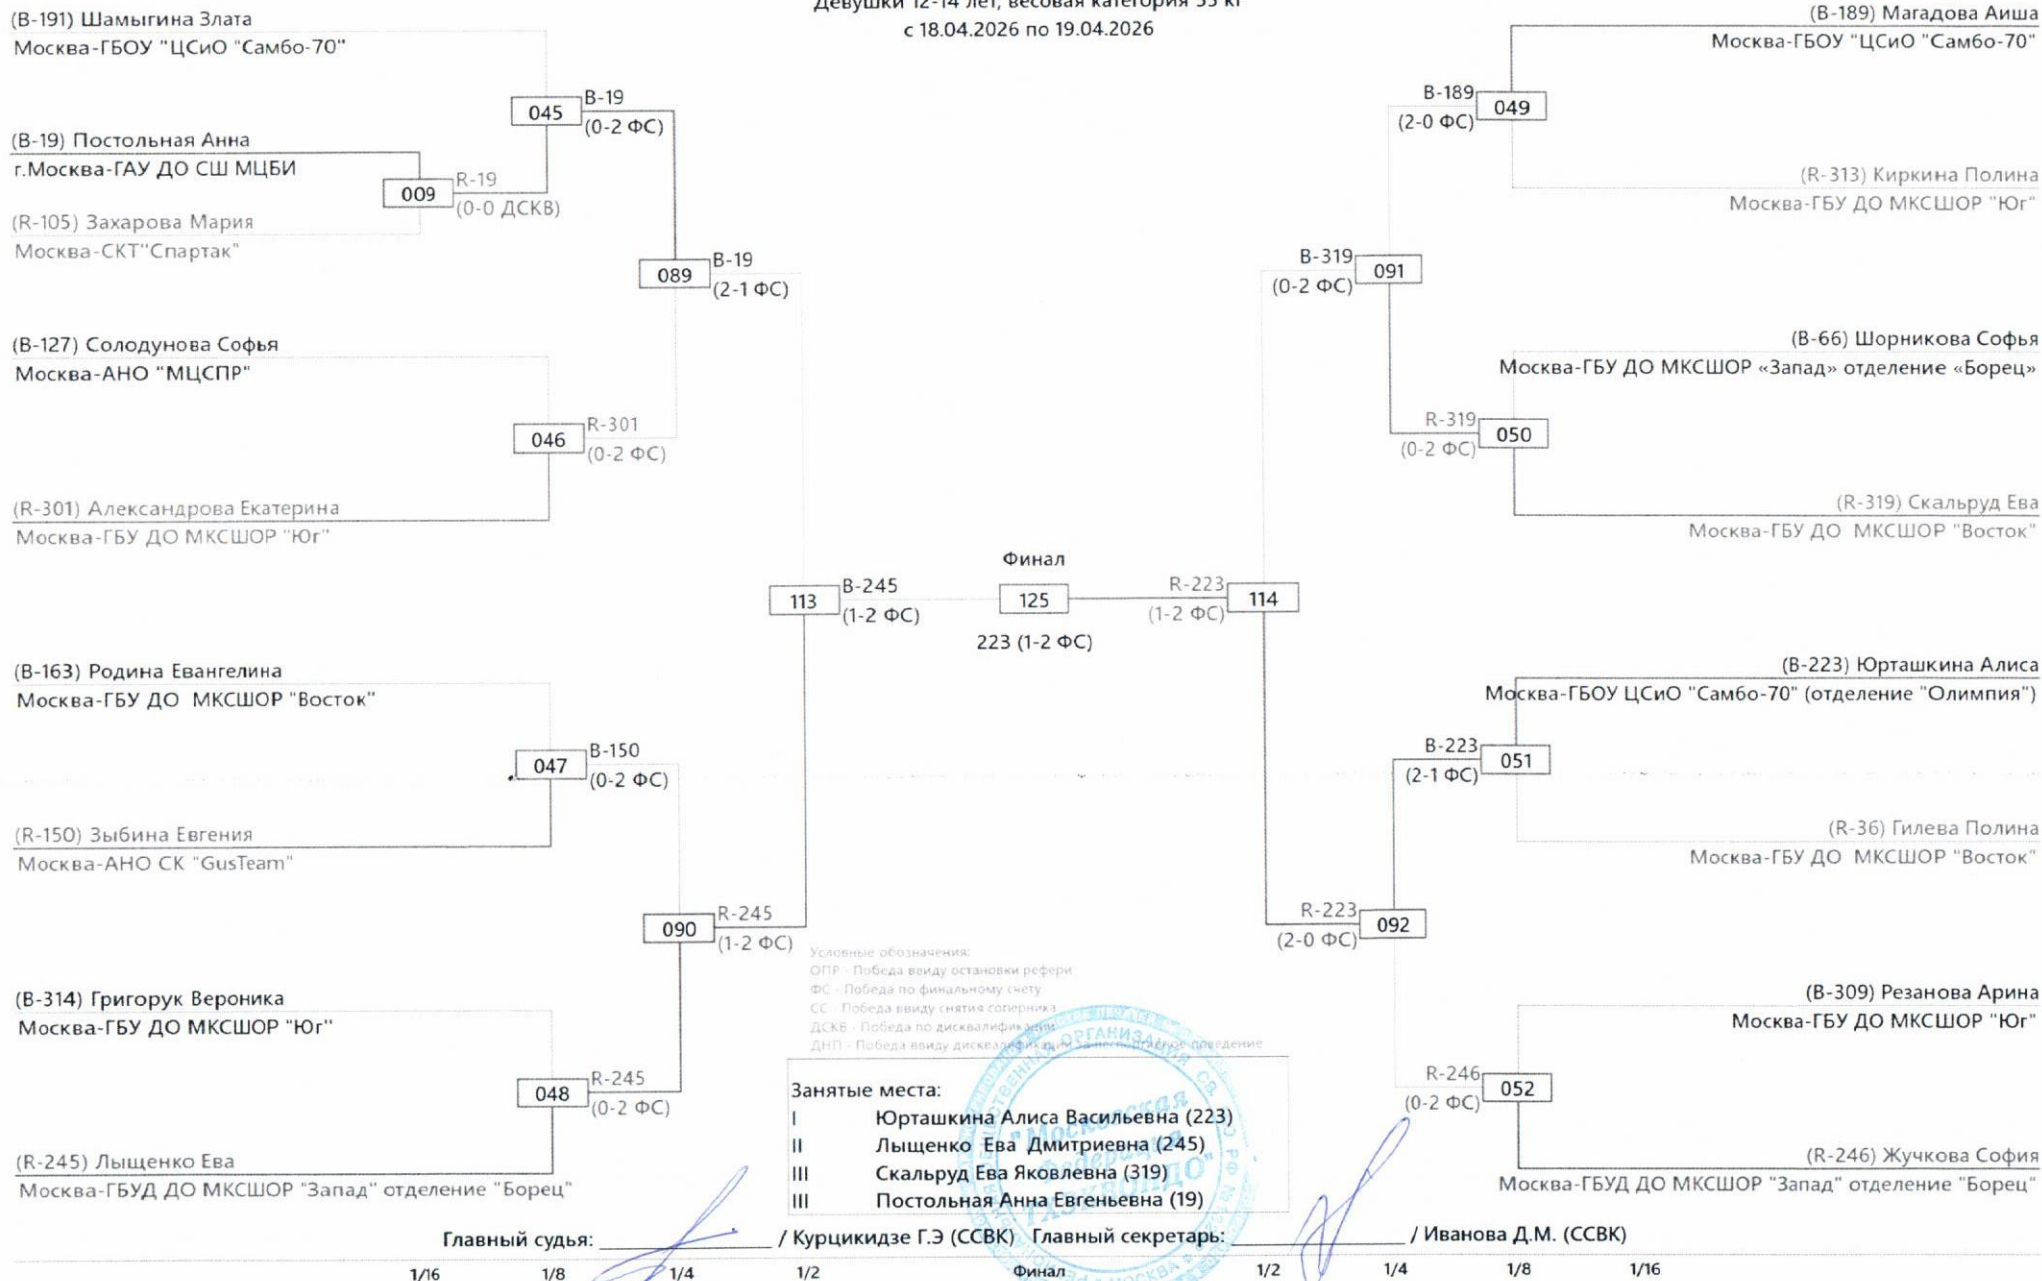 Девушки 12-14 лет, весовая категория 55 кг
с 18.04.2026 по 19.04.2026
(B-191) Шамыгина Злата
Москва-ГБОУ "ЦСиО "Самбо-70"
045
B-19
(0-2 ФС)
(B-19) Постольная Анна
г.Москва-ГАУ ДО СШ МЦБИ
009
R-19
(0-0 ДСКВ)
(R-105) Захарова Мария
Москва-СКТ"Спартак"
089
B-19
(2-1 ФС)
(B-127) Солодунова Софья
Москва-АНО "МЦСПР"
046
R-301
(0-2 ФС)
(R-301) Александрова Екатерина
Москва-ГБУ ДО МКСШОР "Юг"
113
B-245
(1-2 ФС)
(B-163) Родина Евангелина
Москва-ГБУ ДО МКСШОР "Восток"
047
B-150
(0-2 ФС)
(R-150) Зыбина Евгения
Москва-АНО СК "GusTeam"
090
R-245
(1-2 ФС)
(B-314) Григорук Вероника
Москва-ГБУ ДО МКСШОР "Юг"
048
R-245
(0-2 ФС)
(R-245) Лыщенко Ева
Москва-ГБУД ДО МКСШОР "Запад" отделение "Борец"
Финал
125
223 (1-2 ФС)
(B-189) Магадова Аиша
Москва-ГБОУ "ЦСиО "Самбо-70"
B-189
(2-0 ФС)
049
(R-313) Киркина Полина
Москва-ГБУ ДО МКСШОР "Юг"
B-319
(0-2 ФС)
091
(B-66) Шорникова Софья
Москва-ГБУ ДО МКСШОР «Запад» отделение «Борец»
R-319
(0-2 ФС)
050
(R-319) Скальруд Ева
Москва-ГБУ ДО МКСШОР "Восток"
R-223
(1-2 ФС)
114
(B-223) Юрташкина Алиса
Москва-ГБОУ ЦСиО "Самбо-70" (отделение "Олимпия")
B-223
(2-1 ФС)
051
(R-36) Гилева Полина
Москва-ГБУ ДО МКСШОР "Восток"
R-223
(2-0 ФС)
092
(B-309) Резанова Арина
Москва-ГБУ ДО МКСШОР "Юг"
R-246
(0-2 ФС)
052
(R-246) Жучкова София
Москва-ГБУД ДО МКСШОР "Запад" отделение "Борец"
Условные обозначения:
ОПР - Победа ввиду остановки рефери
ФС - Победа по финальному счету
СС - Победа ввиду снятия соперника
ДСКВ - Победа по дисквалификации
ДНП - Победа ввиду дисквалификации за неспортивное поведение
Занятые места:
I Юрташкина Алиса Васильевна (223)
II Лыщенко Ева Дмитриевна (245)
III Скальруд Ева Яковлевна (319)
III Постольная Анна Евгеньевна (19)
"Московская
Федерация
ТХЭКВОНДО"
Главный судья: / Курцикидзе Г.Э (ССВК) Главный секретарь: / Иванова Д.М. (ССВК)
1/16 1/8 1/4 1/2 Финал 1/2 1/4 1/8 1/16